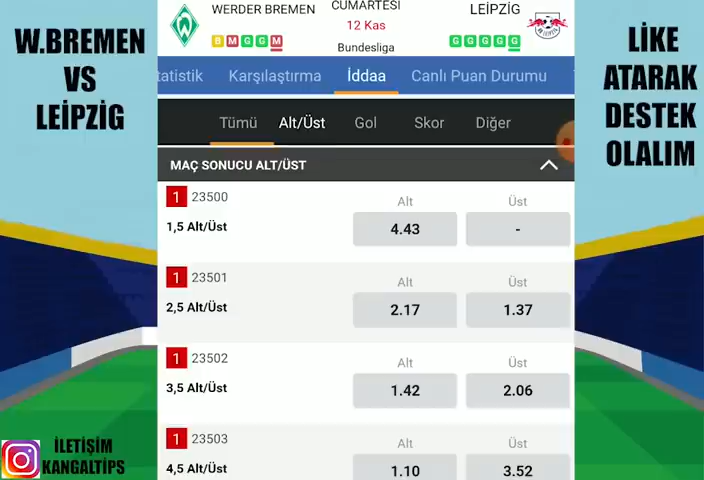 W.BREMEN
VS
LEİPZİG
WERDER BREMEN
B M G G M
CUMARTESİ
12 Kas
Bundesliga
LEİPZİG
G G G G G
LİKE
ATARAK
DESTEK
OLALIM
tatistik Karşılaştırma İddaa Canlı Puan Durumu
Tümü Alt/Üst Gol Skor Diğer
MAÇ SONUCU ALT/ÜST
1 23500
1,5 Alt/Üst
Alt Üst
4.43 -
1 23501
2,5 Alt/Üst
Alt Üst
2.17 1.37
1 23502
3,5 Alt/Üst
Alt Üst
1.42 2.06
1 23503
4,5 Alt/Üst
Alt Üst
1.10 3.52
İLETİŞİM
KANGALTİPS